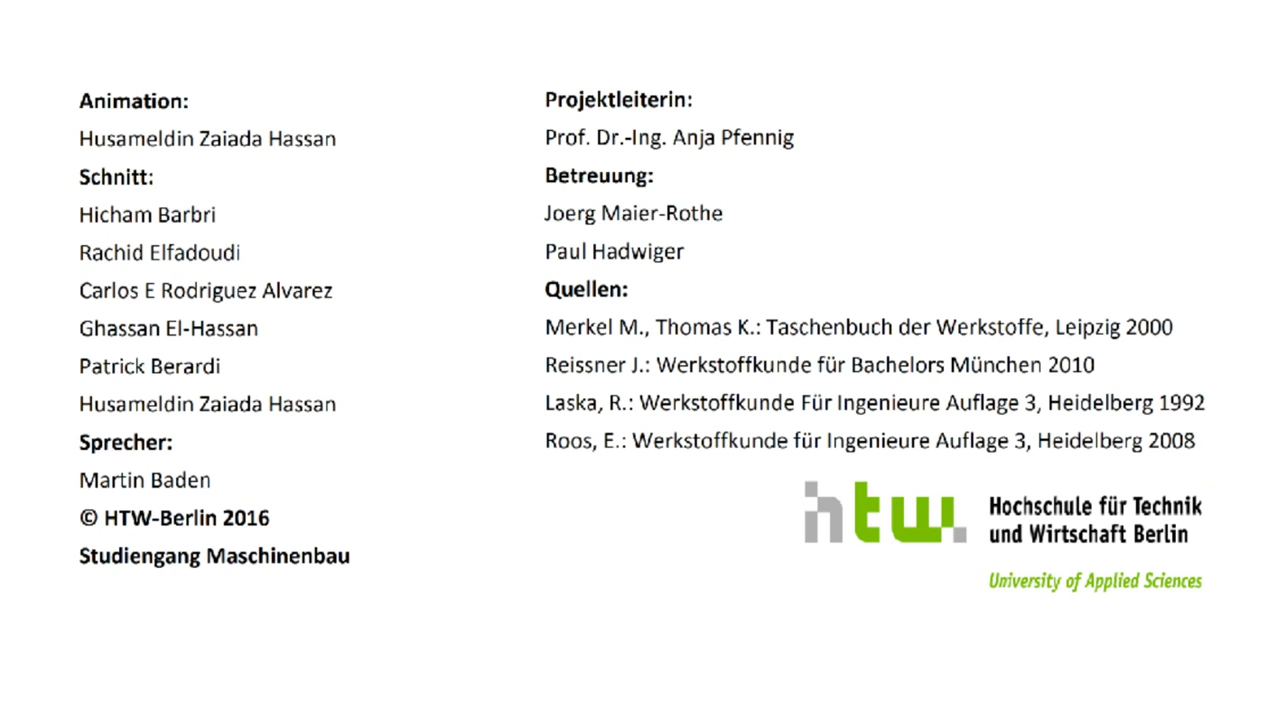 Animation:
Husameldin Zaiada Hassan
Schnitt:
Hicham Barbri
Rachid Elfadoudi
Carlos E Rodriguez Alvarez
Ghassan El-Hassan
Patrick Berardi
Husameldin Zaiada Hassan
Sprecher:
Martin Baden
© HTW-Berlin 2016
Studiengang Maschinenbau
Projektleiterin:
Prof. Dr.-Ing. Anja Pfennig
Betreuung:
Joerg Maier-Rothe
Paul Hadwiger
Quellen:
Merkel M., Thomas K.: Taschenbuch der Werkstoffe, Leipzig 2000
Reissner J.: Werkstoffkunde für Bachelors München 2010
Laska, R.: Werkstoffkunde Für Ingenieure Auflage 3, Heidelberg 1992
Roos, E.: Werkstoffkunde für Ingenieure Auflage 3, Heidelberg 2008
htw.
Hochschule für Technik
und Wirtschaft Berlin
University of Applied Sciences